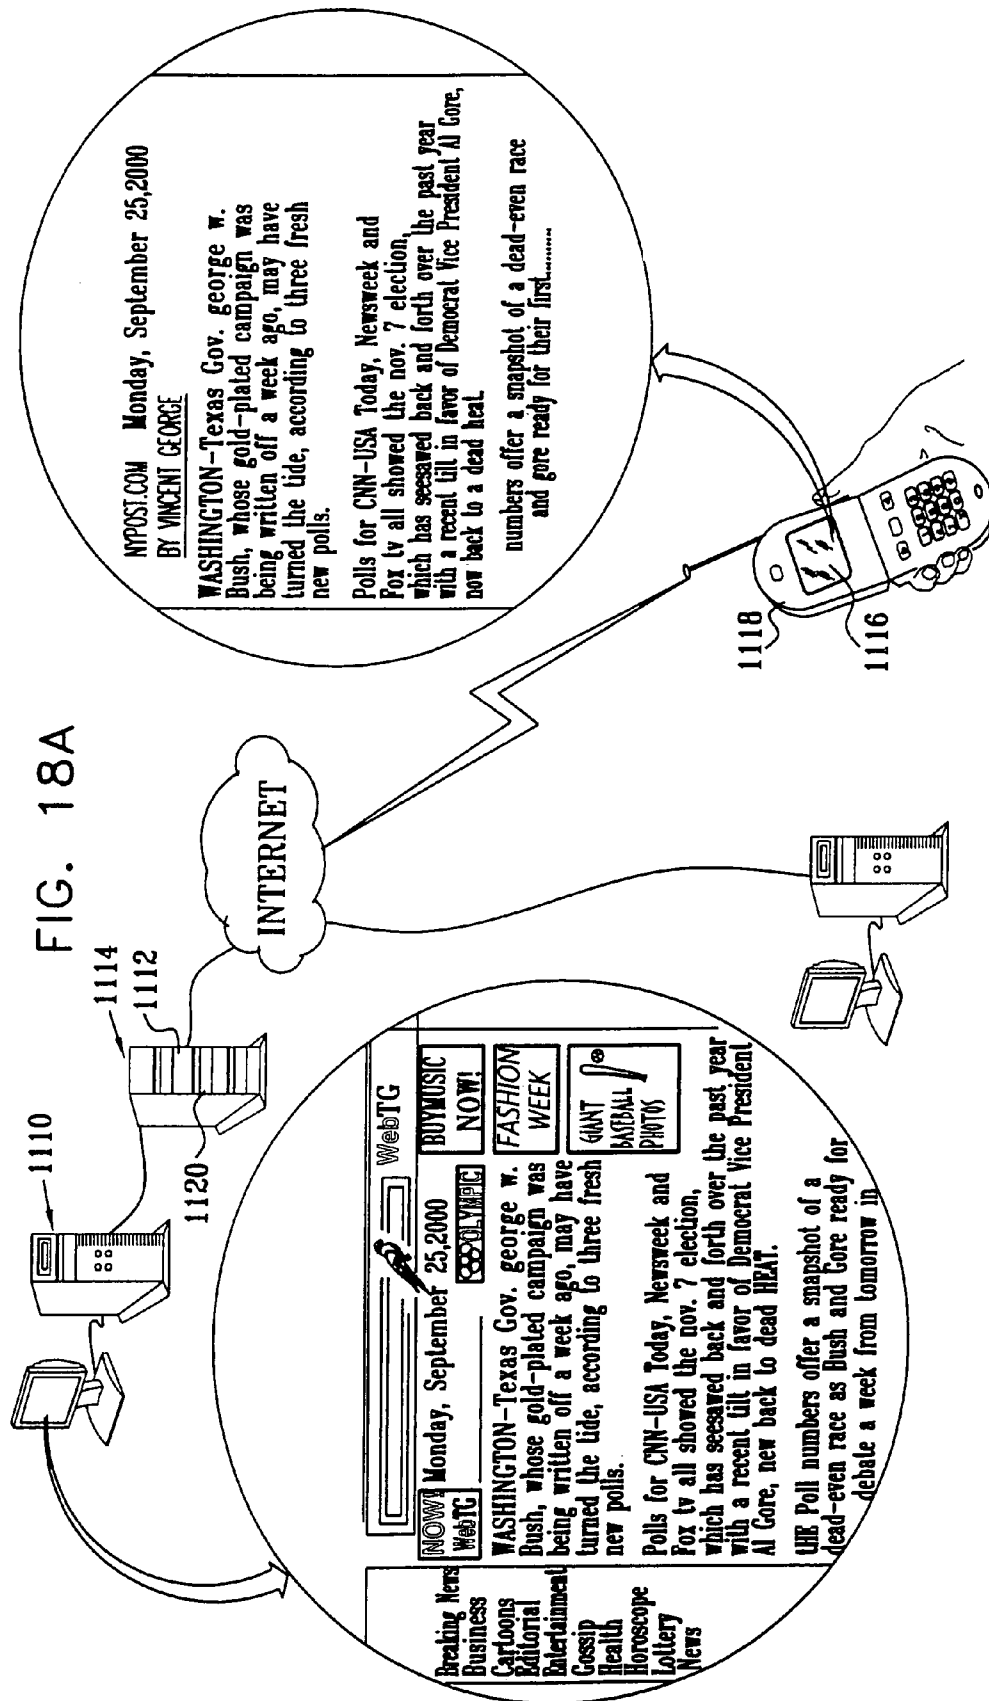 FIG. 18A
1110
1114
1112
1120
INTERNET
1118
1116
WebTG
NOW!
WebTG
Monday, September 25,2000
OLYMPIC
BUYMUSIC
NOW!
FASHION
WEEK
GIANT
BASEBALL
PHOTOS
Breaking News
Business
Cartoons
Editorial
Entertainment
Gossip
Health
Horoscope
Lottery
News
WASHINGTON-Texas Gov. george w.
Bush, whose gold-plated campaign was
being written off a week ago, may have
turned the tide, according to three fresh
new polls.
Polls for CNN-USA Today, Newsweek and
Fox tv all showed the nov. 7 election,
which has seesawed back and forth over the past year
with a recent tilt in favor of Democrat Vice President
Al Gore, new back to dead HEAT.
UHE Poll numbers offer a snapshot of a
dead-even race as Bush and Gore ready for
debate a week from tomorrow in
NYPOST.COM Monday, September 25,2000
BY VINCENT GEORGE
WASHINGTON-Texas Gov. george w.
Bush, whose gold-plated campaign was
being written off a week ago, may have
turned the tide, according to three fresh
new polls.
Polls for CNN-USA Today, Newsweek and
Fox tv all showed the nov. 7 election,
which has seesawed back and forth over the past year
with a recent tilt in favor of Democrat Vice President Al Gore,
now back to a dead heat.
numbers offer a snapshot of a dead-even race
and gore ready for their first..........